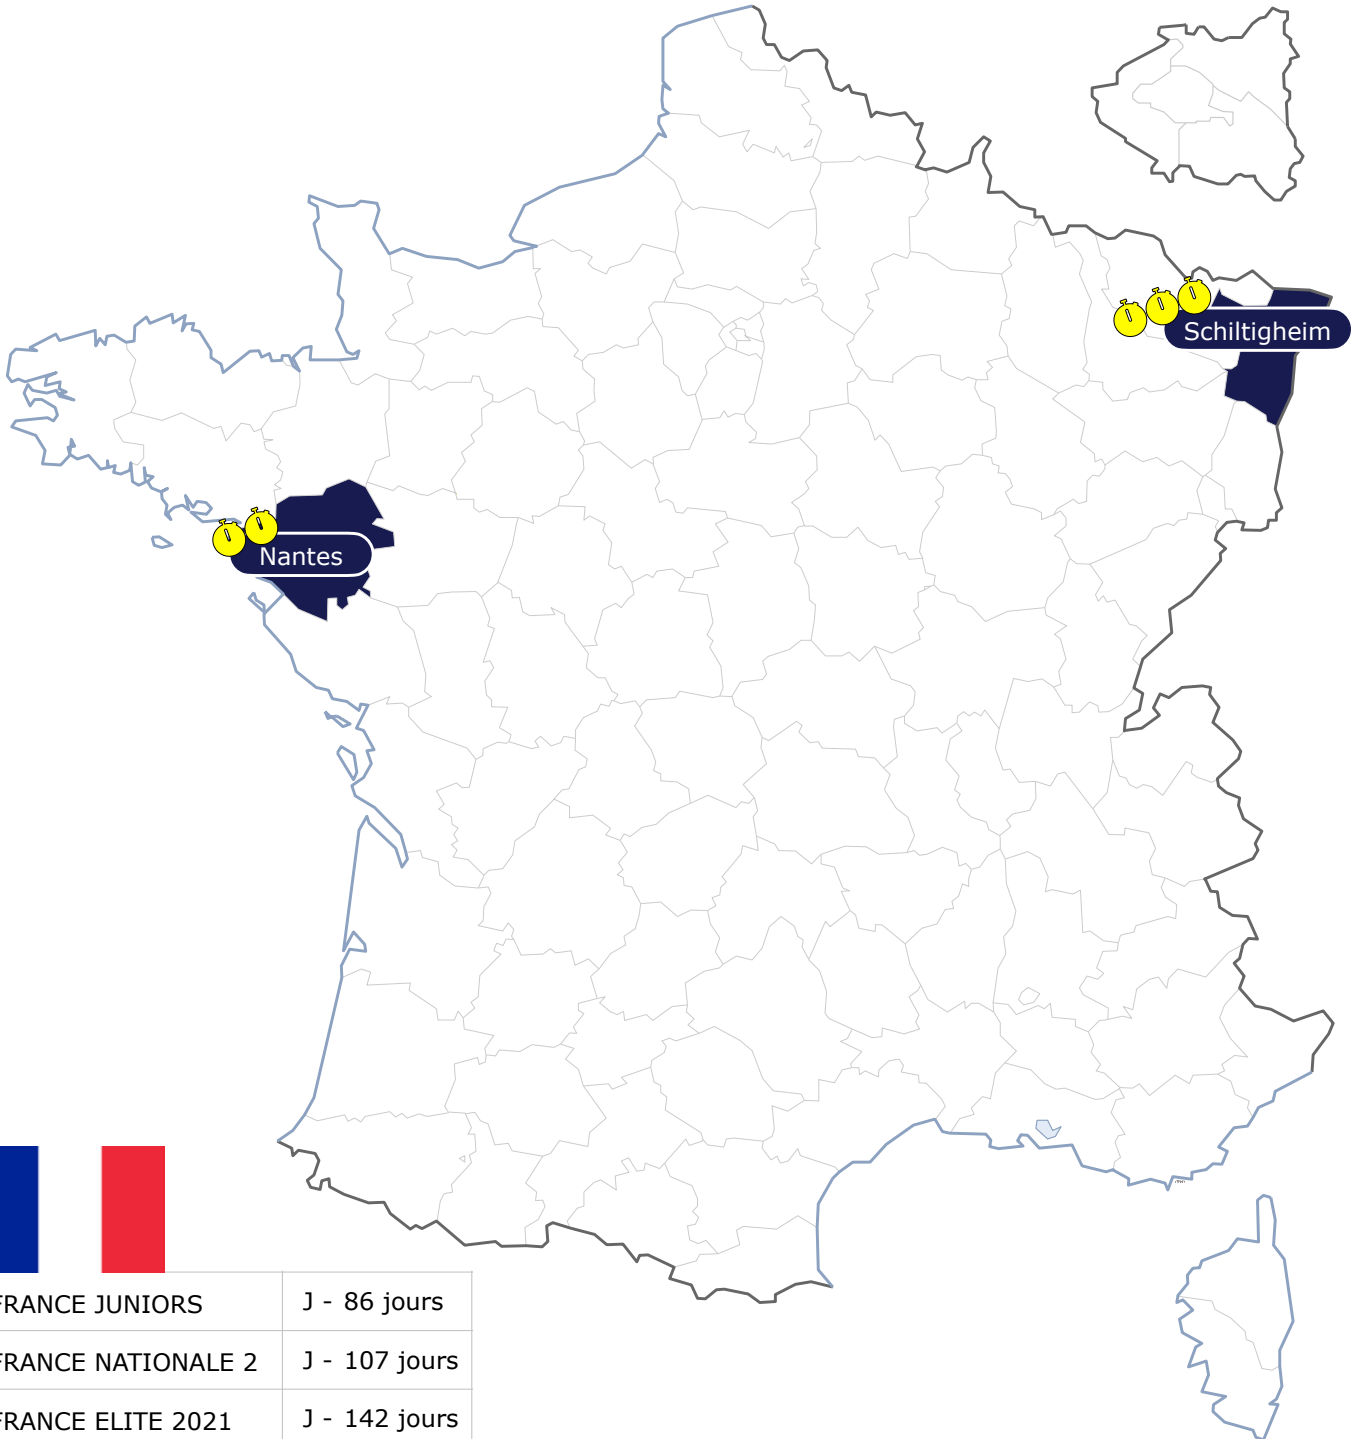 Schiltigheim
Nantes
FRANCE JUNIORS J - 86 jours
FRANCE NATIONALE 2 J - 107 jours
FRANCE ELITE 2021 J - 142 jours